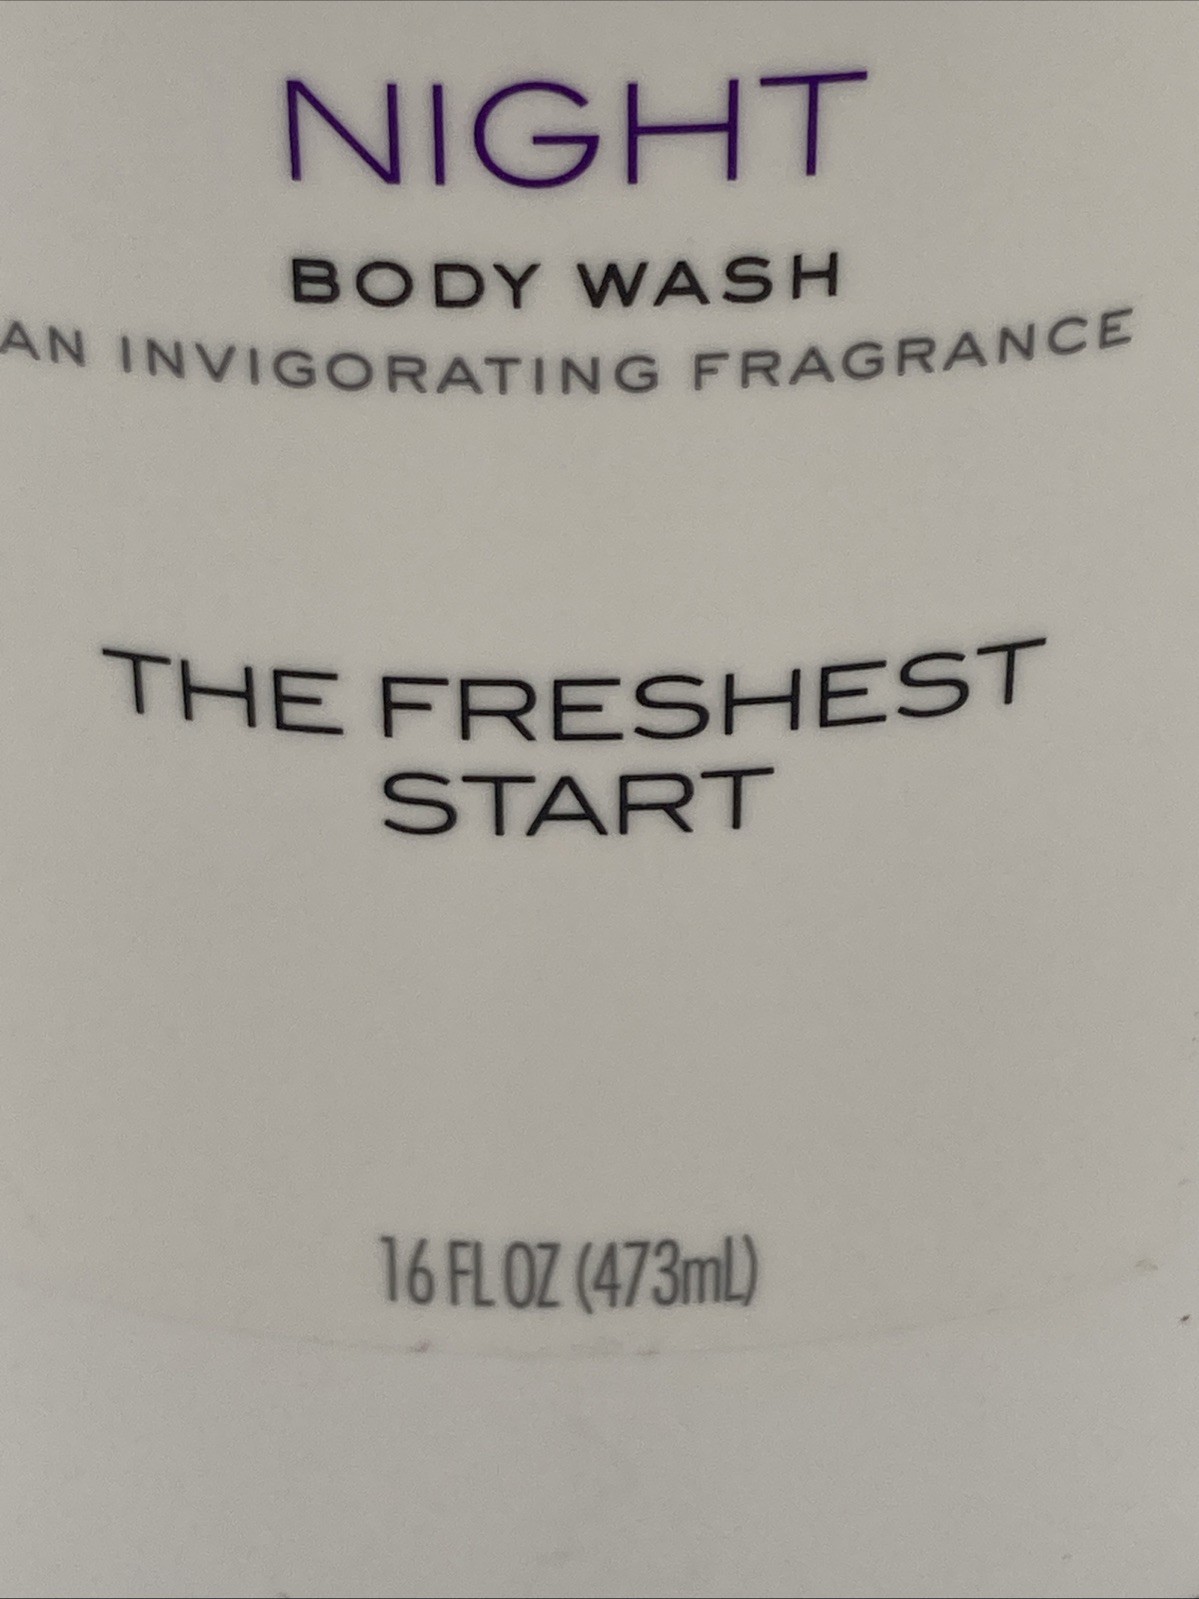 NIGHT
BODY WASH
AN INVIGORATING FRAGRANCE
THE FRESHEST
START
16 FL OZ (473mL)